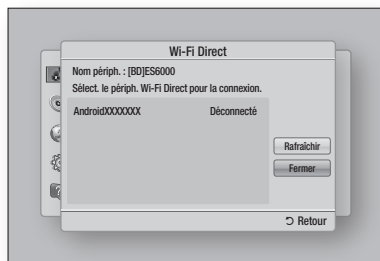 Wi-Fi Direct
Nom périph. : [BD]ES6000
Sélect. le périph. Wi-Fi Direct pour la connexion.
AndroidXXXXXXX Déconnecté
Rafraîchir
Fermer
Retour